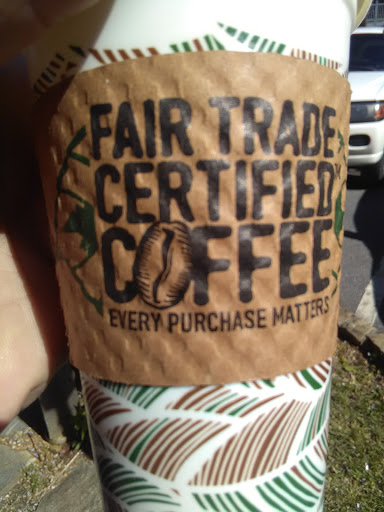 FAIR TRADE
CERTIFIED
COFFEE
EVERY PURCHASE MATTERS